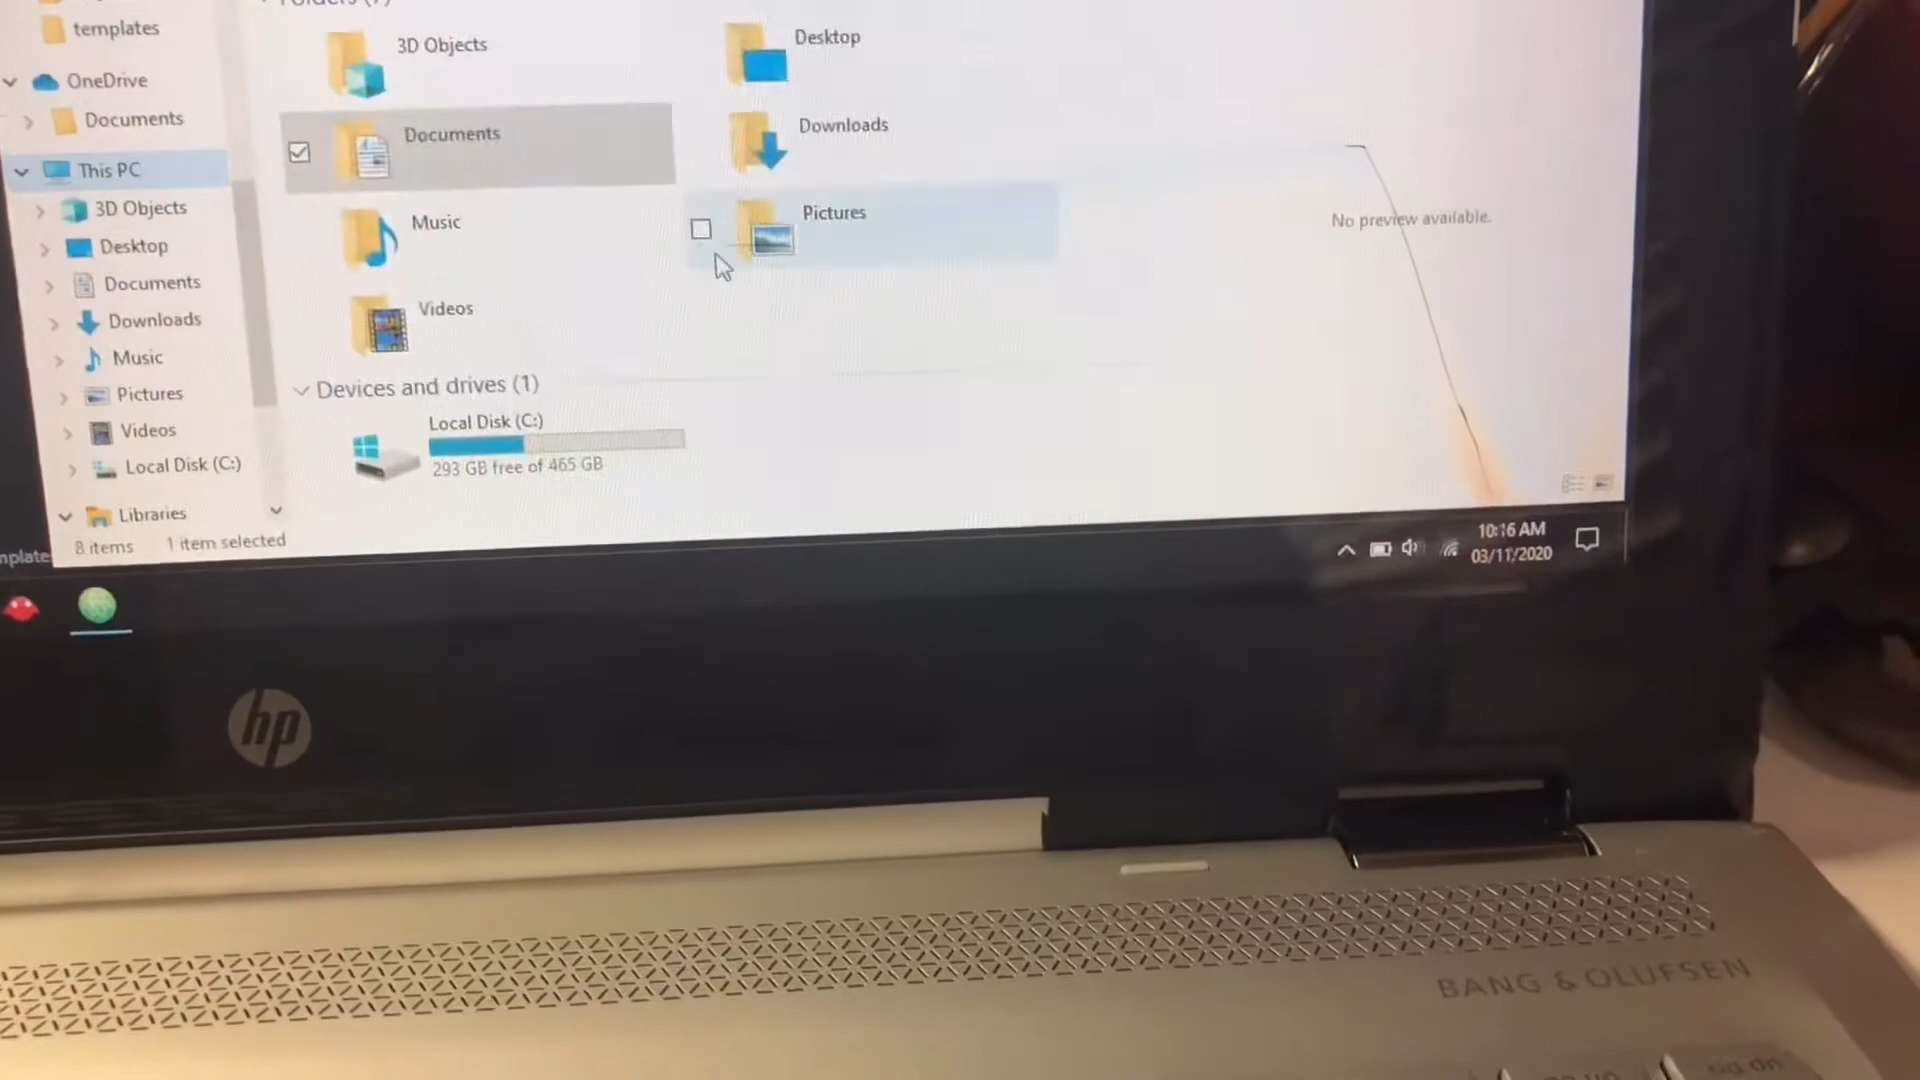 templates
OneDrive
Documents
This PC
3D Objects
Desktop
Documents
Downloads
Music
Pictures
Videos
Local Disk (C:)
Libraries
8 items
1 item selected
3D Objects
Desktop
Documents
Downloads
Music
Pictures
Videos
Devices and drives (1)
Local Disk (C:)
293 GB free of 465 GB
No preview available.
10:16 AM
03/11/2020
hp
BANG & OLUFSEN